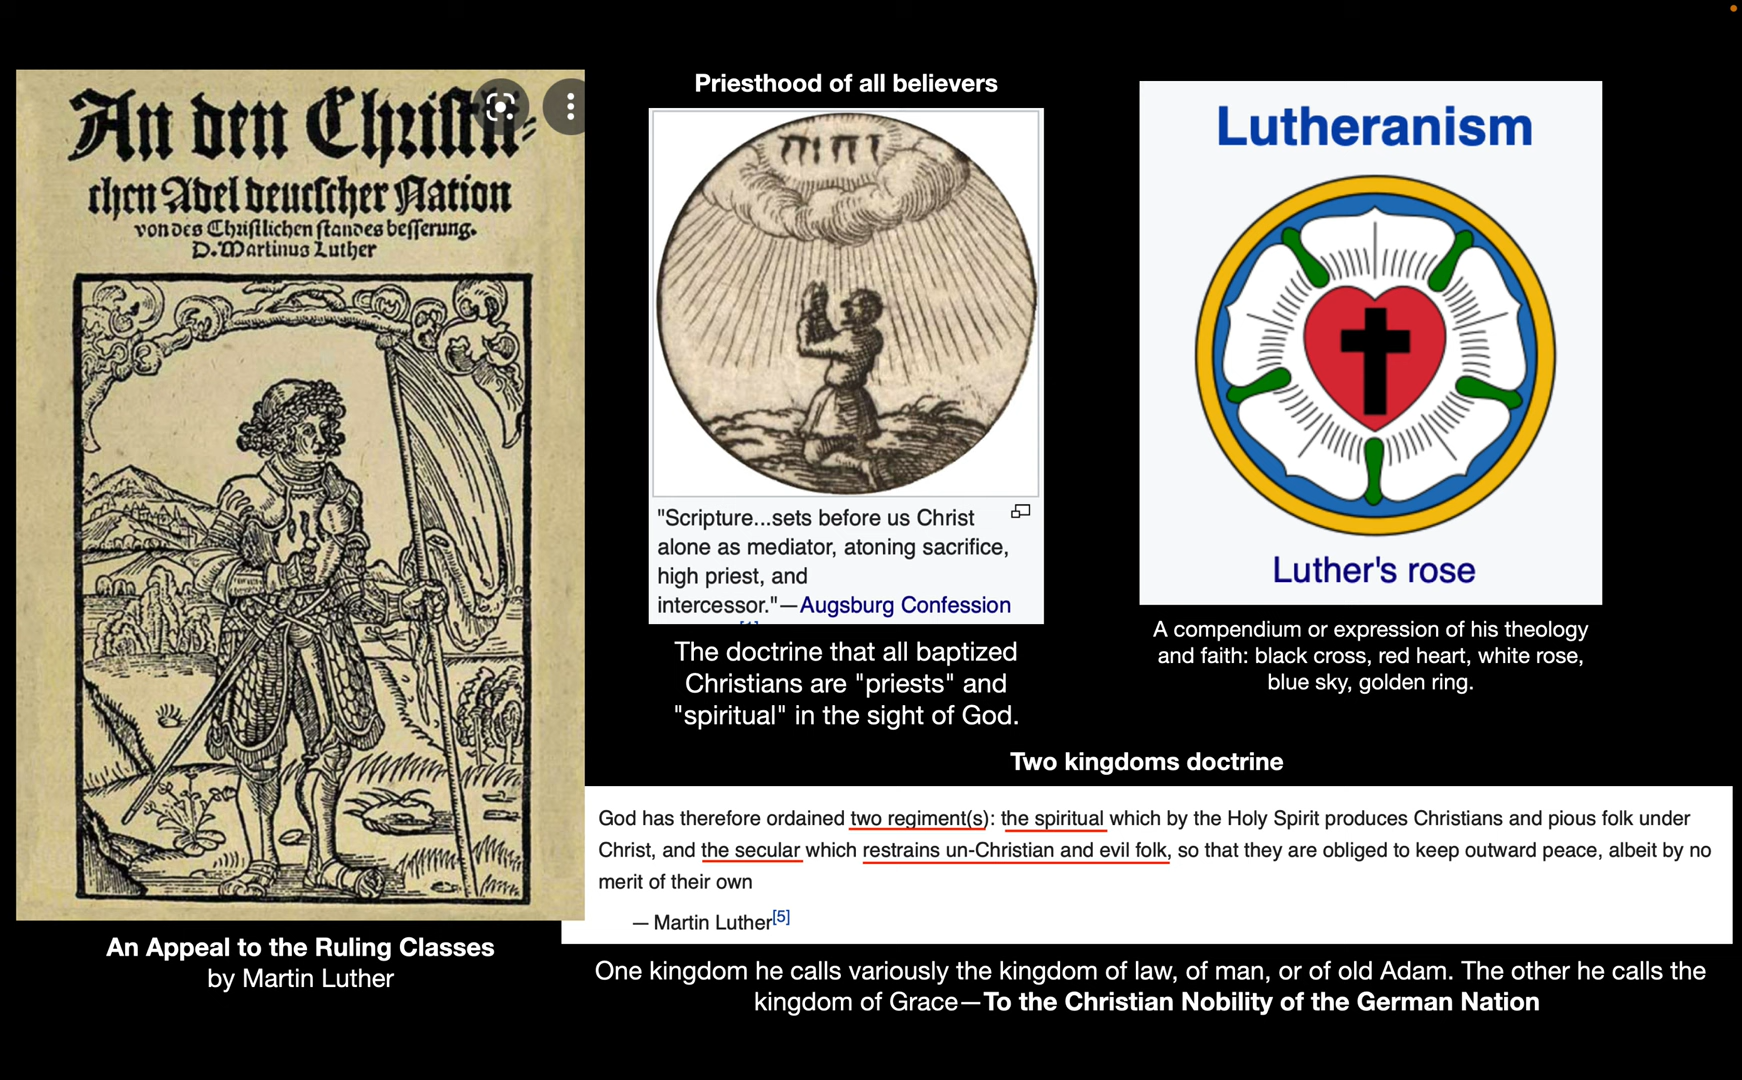 An den Christli-
chen Adel deutscher Nation
von des Christlichen standes besserung.
D. Martinus Luther
An Appeal to the Ruling Classes
by Martin Luther
Priesthood of all believers
יהוה
"Scripture...sets before us Christ
alone as mediator, atoning sacrifice,
high priest, and
intercessor."—Augsburg Confession
The doctrine that all baptized
Christians are "priests" and
"spiritual" in the sight of God.
Lutheranism
Luther's rose
A compendium or expression of his theology
and faith: black cross, red heart, white rose,
blue sky, golden ring.
Two kingdoms doctrine
God has therefore ordained two regiment(s): the spiritual which by the Holy Spirit produces Christians and pious folk under
Christ, and the secular which restrains un-Christian and evil folk, so that they are obliged to keep outward peace, albeit by no
merit of their own
— Martin Luther[5]
One kingdom he calls variously the kingdom of law, of man, or of old Adam. The other he calls the
kingdom of Grace—To the Christian Nobility of the German Nation